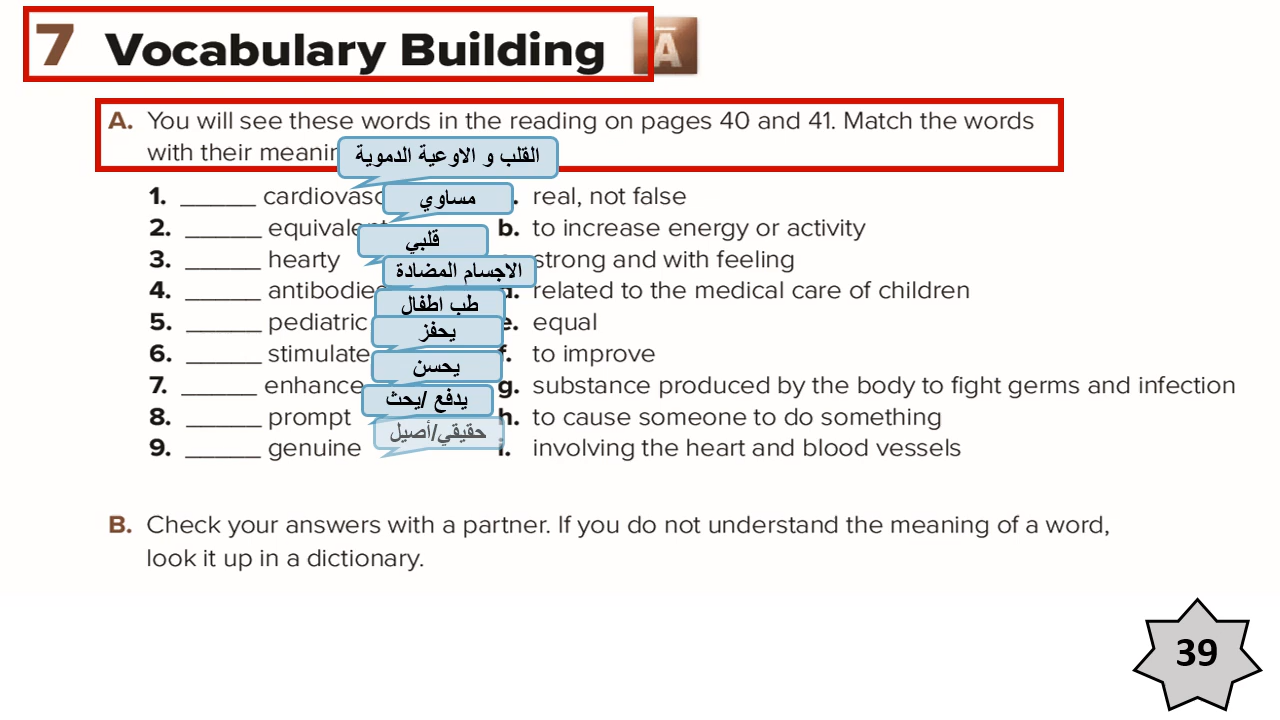 7 Vocabulary Building A
A. You will see these words in the reading on pages 40 and 41. Match the words
with their
القلب و الاوعية الدموية
1. ______ مساوي real, not false
2. ______ b. to increase energy or activity
قلبي
3. ______ hearty strong and with feeling
الاجسام المضادة
4. ______ d. related to the medical care of children
طب اطفال
5. ______ pediatric e. equal
يحفز
6. ______ stimulate f. to improve
يحسن
7. ______ enhance g. substance produced by the body to fight germs and infection
يدفع /يحث
8. ______ prompt h. to cause someone to do something
حقيقي/أصيل
9. ______ genuine i. involving the heart and blood vessels
B. Check your answers with a partner. If you do not understand the meaning of a word,
look it up in a dictionary.
39